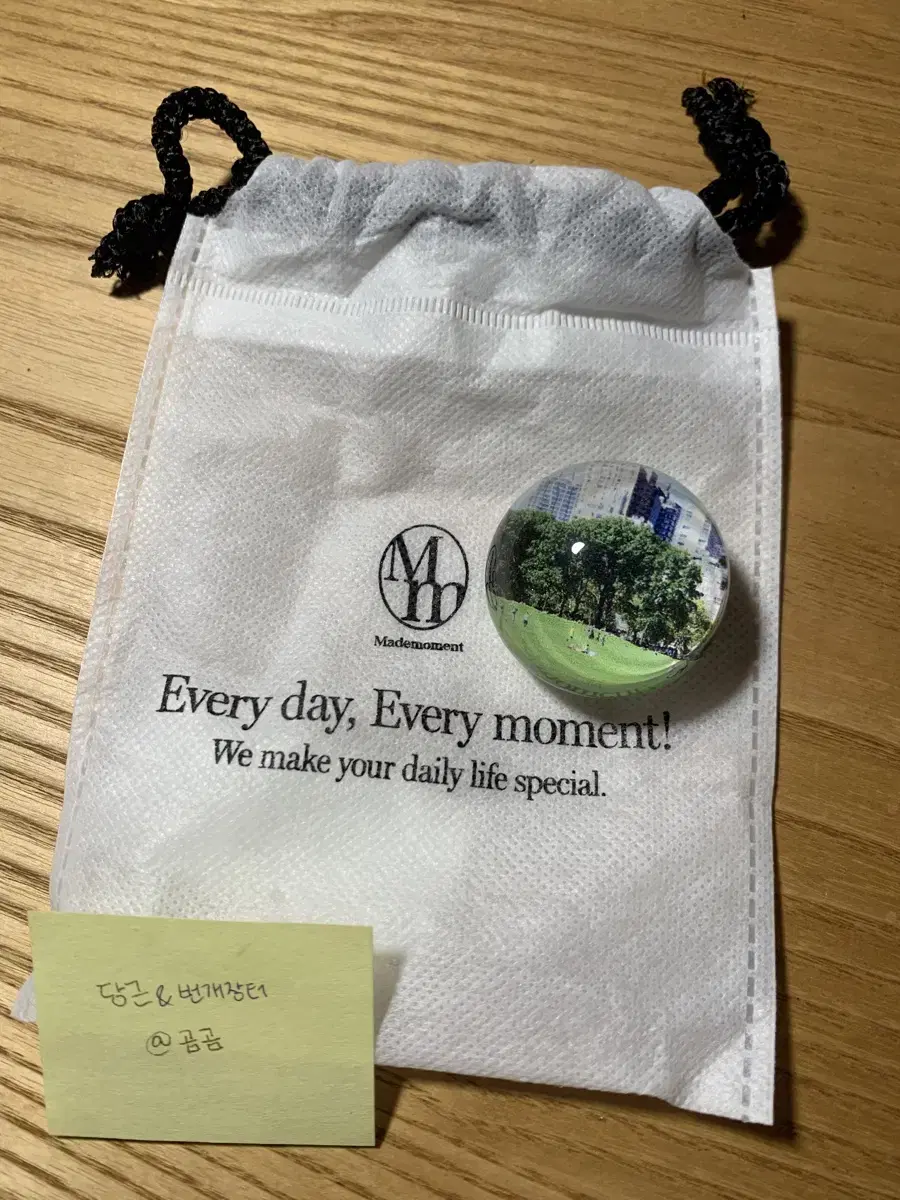 Mm
Mademoment
Every day, Every moment!
We make your daily life special.
당근&번개장터
@곰곰